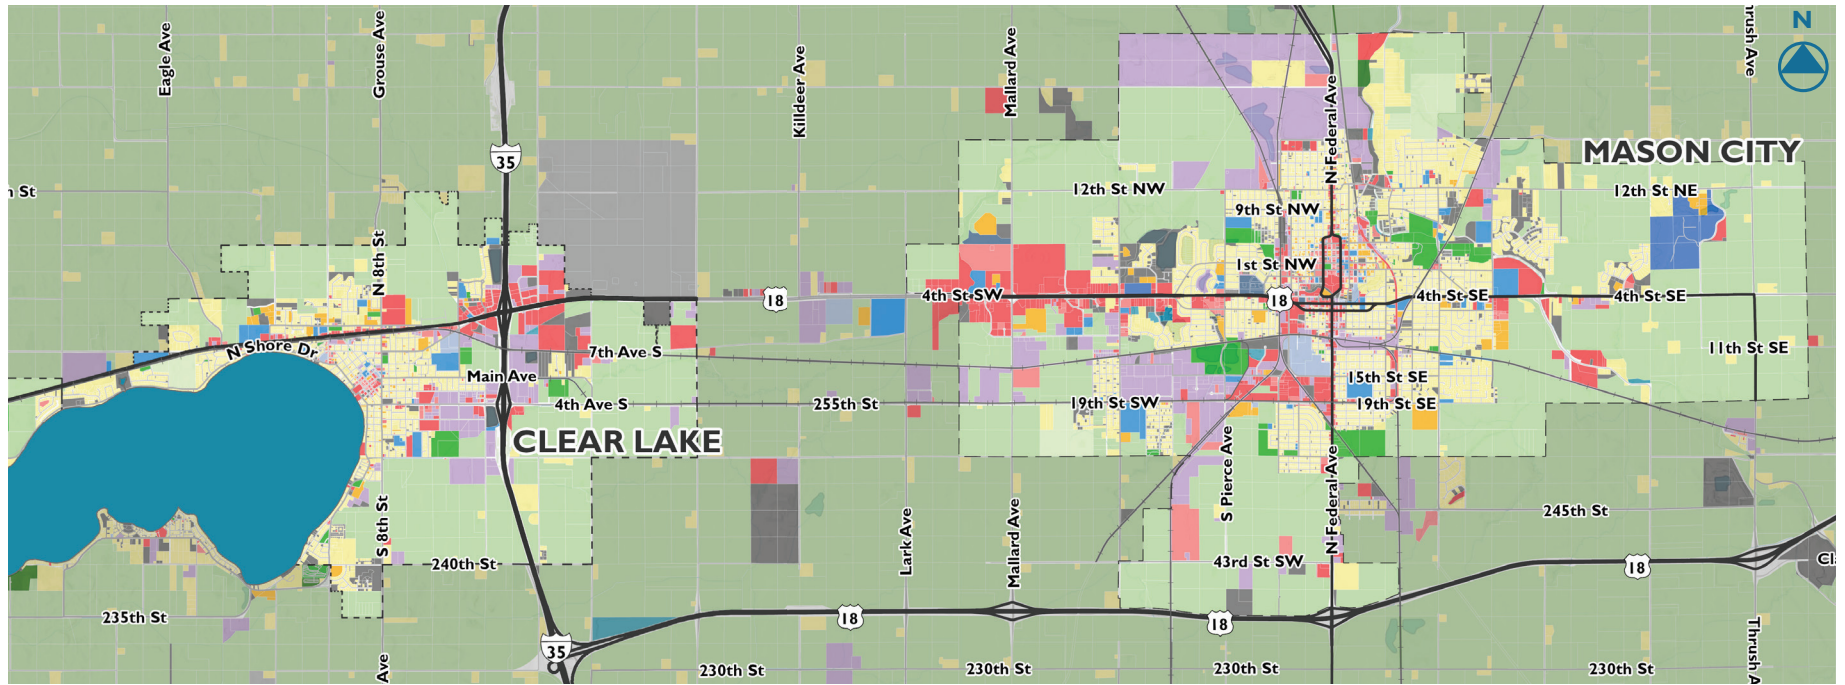 Eagle Ave
Grouse Ave
Killdeer Ave
Mallard Ave
N Federal Ave
hrush Ave
N
35
MASON CITY
h St
12th St NW
12th St NE
9th St NW
N 8th St
1st St NW
18
4th St SW
18
4th St SE
4th St SE
N Shore Dr
7th Ave S
11th St SE
Main Ave
15th St SE
4th Ave S
255th St
19th St SW
19th St SE
CLEAR LAKE
S 8th St
Lark Ave
Mallard Ave
S Pierce Ave
N Federal Ave
245th St
240th St
43rd St SW
18
Cl
235th St
18
18
35
Ave
230th St
230th St
230th St
230th St
Thrush A